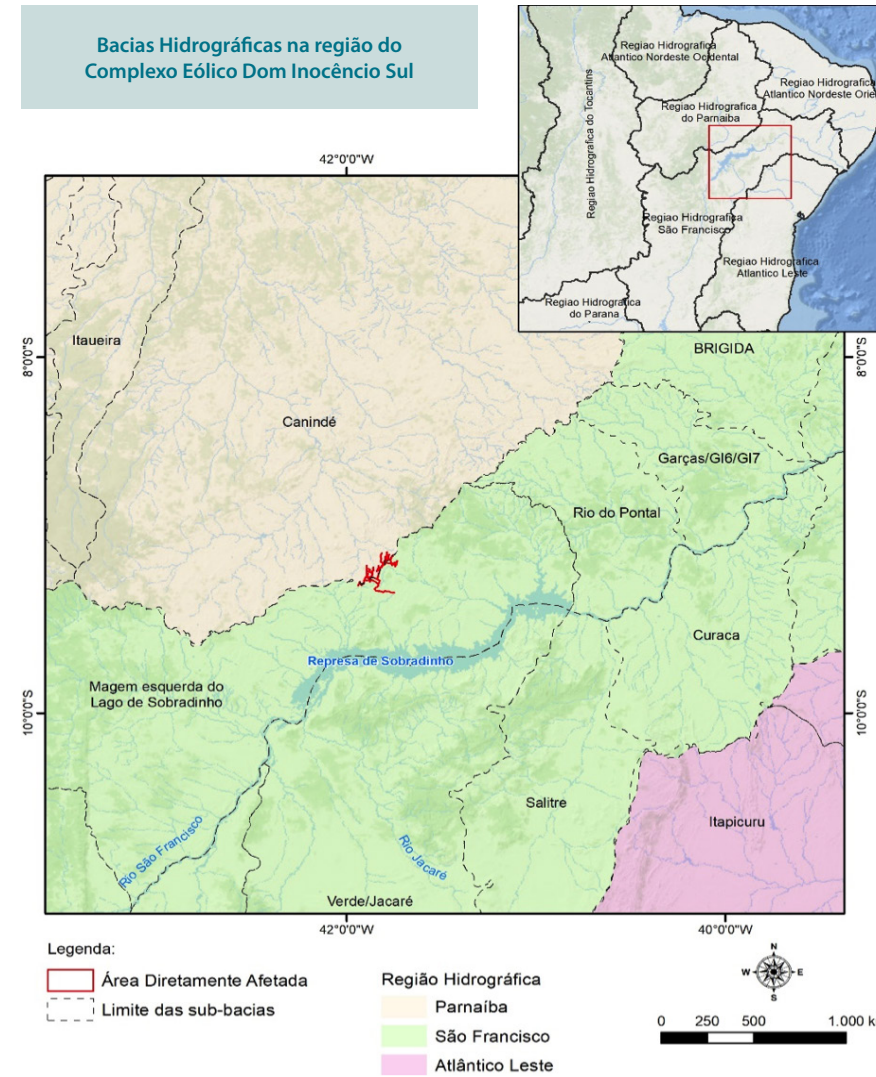 Bacias Hidrográficas na região do
Complexo Eólico Dom Inocêncio Sul
Regiao Hidrografica
Atlantico Nordeste Ocidental
Regiao Hidrografica
Atlantico Nordeste Orie
Regiao Hidrografica
do Parnaiba
Regiao Hidrografica do Tocantins
Regiao Hidrografica
São Francisco
Regiao Hidrografica
Atlantico Leste
Regiao Hidrografica
do Parana
42°00'0"W
8°0'0"S
8°0'0"S
Itaueira
BRIGIDA
Canindé
Garças/GI6/GI7
Rio do Pontal
Curaca
Represa de Sobradinho
Magem esquerda do
Lago de Sobradinho
10°0'0"S
10°0'0"S
Salitre
Itapicuru
Rio São Francisco
Rio Jacaré
Verde/Jacaré
42°00'0"W
40°00'0"W
Legenda:
Área Diretamente Afetada
Limite das sub-bacias
Região Hidrográfica
Parnaíba
São Francisco
Atlântico Leste
N
W
E
S
0 250 500 1.000 k